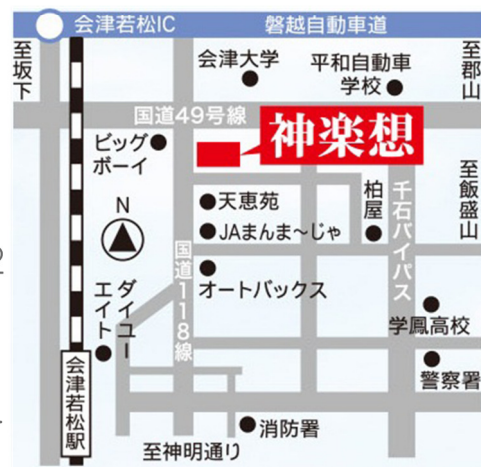 会津若松IC
磐越自動車道
至坂下
会津大学
平和自動車
学校
至郡山
国道49号線
ビッグ
ボーイ
神楽想
至飯盛山
N
天恵苑
柏屋
千石バイパス
JAまんま～じゃ
国道118号線
オートバックス
ダイユー
エイト
学鳳高校
会津若松駅
警察署
消防署
至神明通り